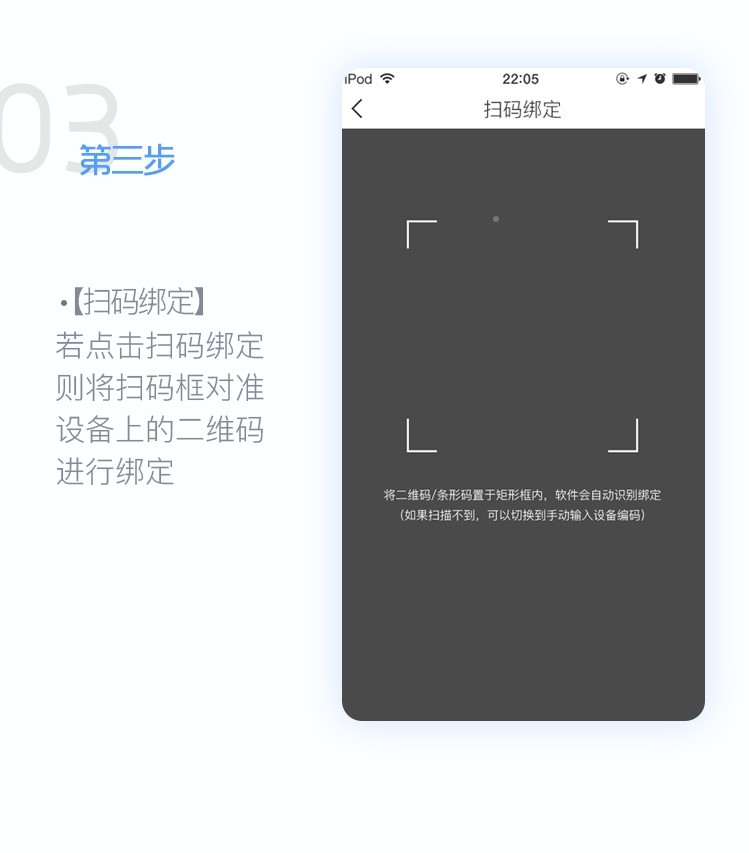 03
第三步
·【扫码绑定】
若点击扫码绑定
则将扫码框对准
设备上的二维码
进行绑定
iPod 22:05
扫码绑定
将二维码/条形码置于矩形框内，软件会自动识别绑定
（如果扫描不到，可以切换到手动输入设备编码）